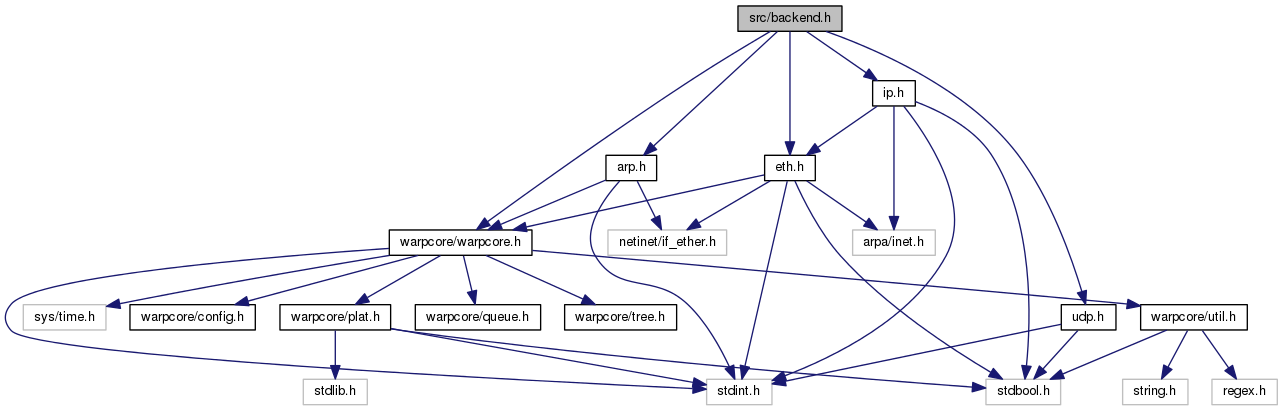 src/backend.h
ip.h
arp.h
eth.h
warpcore/warpcore.h
netinet/if_ether.h
arpa/inet.h
sys/time.h
warpcore/config.h
warpcore/plat.h
warpcore/queue.h
warpcore/tree.h
udp.h
warpcore/util.h
stdlib.h
stdint.h
stdbool.h
string.h
regex.h